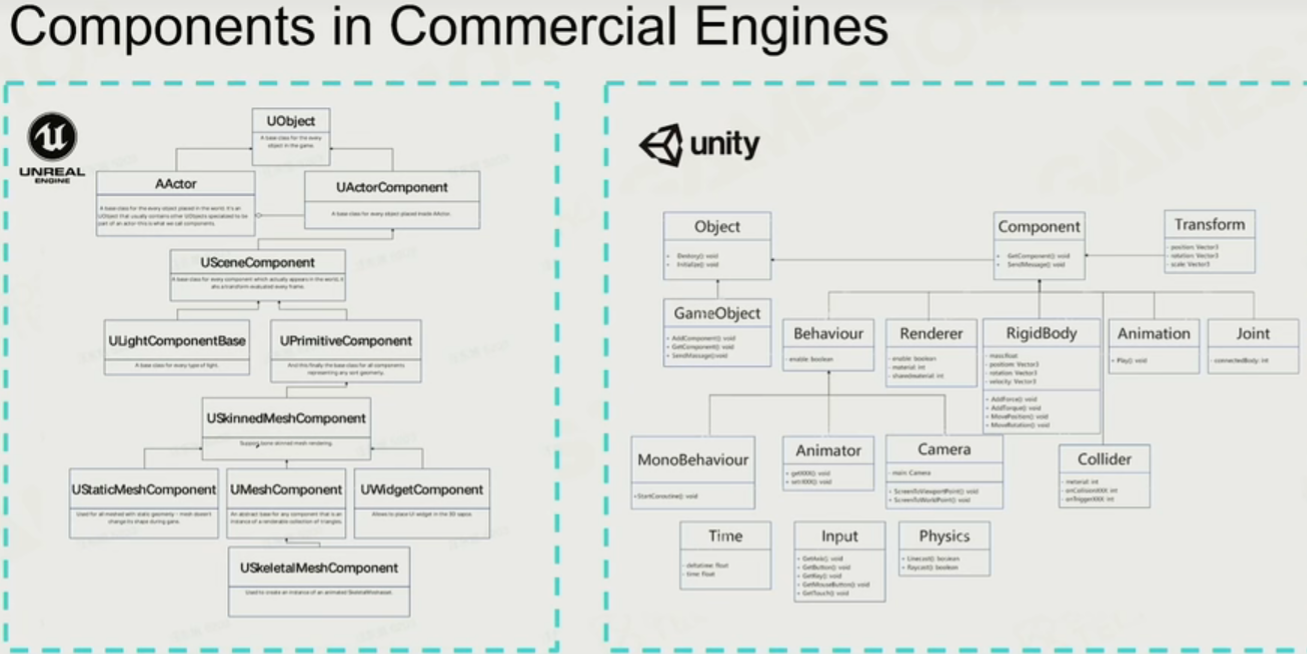 Components in Commercial Engines
UNREAL
ENGINE
UObject
A base class for the every
object in the game.
AActor
A base class for the every object placed in the world; it's an
UObject that usually contains other UObjects specialized to be
part of an actor-this is what we call components.
UActorComponent
A base class for every object placed inside AActor.
USceneComponent
A base class for every component which actually appears in the world, it
a transform evaluated every frame.
ULightComponentBase
A base class for every type of light.
UPrimitiveComponent
And this finally the base class for all components
representing any sort geometry.
USkinnedMeshComponent
Support bone skinned mesh rendering.
UStaticMeshComponent
Used for all meshed with static geometry - mesh doesn't
change its shape during game.
UMeshComponent
An abstract base for any component that is an
instance of a renderable collection of triangles.
UWidgetComponent
Allows to place UI widget in the 3D
USkeletalMeshComponent
Used to create an instance of an animated
unity
Object
+ Destroy(): void
+ Initialize(): void
Component
+ GetComponent(): void
+ SendMessage(): void
Transform
- position: Vector3
- rotation: Vector3
- scale: Vector3
GameObject
+ AddComponent(): void
+ GetComponent(): void
+ SendMessage(): void
Behaviour
- enable: boolean
Renderer
- enable: boolean
- material: int
- sharedmaterial: int
RigidBody
- mass:float
- position: Vector3
- rotation: Vector3
- velocity: Vector3
+ AddForce(): void
+ AddTorque(): void
+ MovePosition(): void
+ MoveRotation(): void
Animation
+ Play(): void
Joint
- connectedBody: int
MonoBehaviour
+StartCoroutine(): void
Animator
+ getXXX(): void
+ setXXX(): void
Camera
- main: Camera
+ ScreenToViewportPoint(): void
+ ScreenToWorldPoint(): void
Collider
- material: int
- onCollisionXXX: int
- onTriggerXXX: int
Time
- deltatime: float
- time: float
Input
+ GetAxis(): void
+ GetButton(): void
+ GetKey(): void
+ GetMouseButton(): void
+ GetTouch(): void
Physics
+ Linecast(): boolean
+ Raycast(): boolean